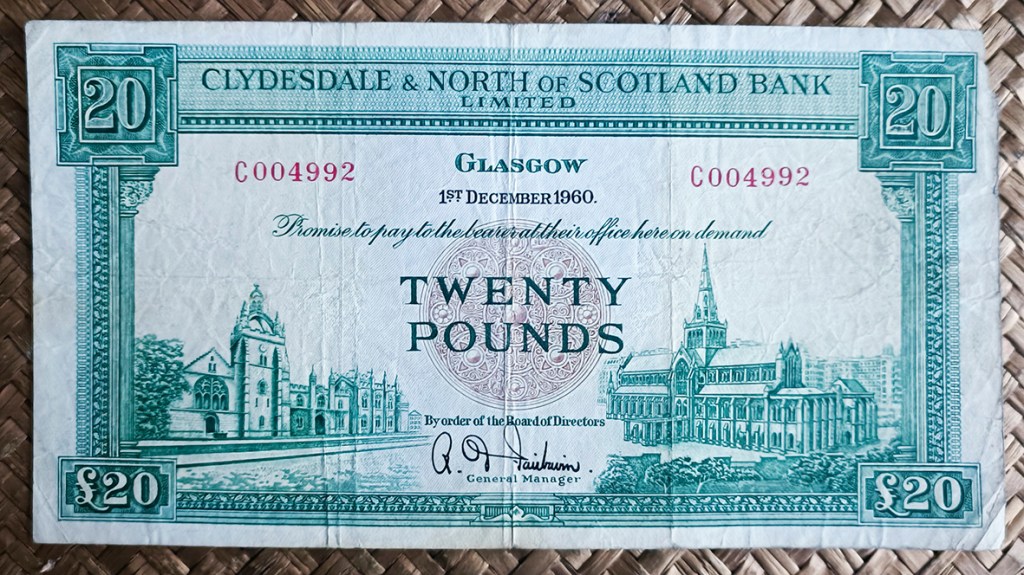 20 CLYDESDALE & NORTH OF SCOTLAND BANK 20
LIMITED
GLASGOW
C004992 C004992
1ST DECEMBER 1960.
Promise to pay to the bearer at their office here on demand
TWENTY
POUNDS
By order of the Board of Directors
General Manager
£20 £20